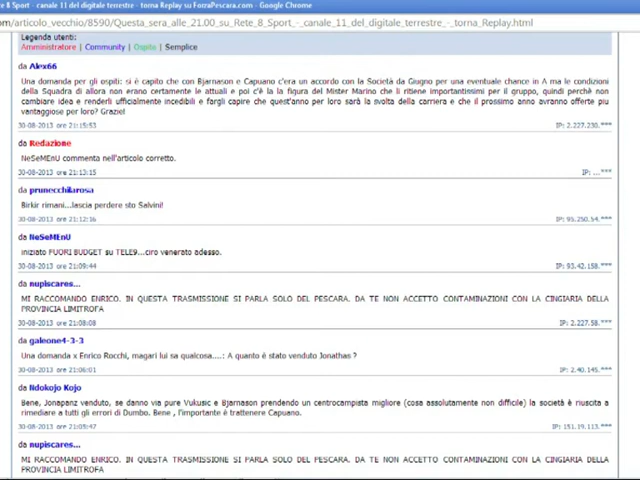 e 8 Sport - canale 11 del digitale terrestre - torna Replay su ForzaPescara.com - Google Chrome
om/articolo_vecchio/8590/Questa_sera_alle_21.00_su_Rete_8_Sport_-_canale_11_del_digitale_terrestre_-_torna_Replay.html
Legenda utenti:
Amministratore | Community | Ospite | Semplice
da Alex66
Una domanda per gli ospiti: si è capito che con Bjarnason e Capuano c'era un accordo con la Società da Giugno per una eventuale chance in A ma le condizioni
della Squadra di allora non erano certamente le attuali e poi c'è la la figura del Mister Marino che li ritiene importantissimi per il gruppo, quindi perchè non
cambiare idea e renderli ufficialmente incedibili e fargli capire che quest'anno per loro sarà la svolta della carriera e che il prossimo anno avranno offerte piu
vantaggiose per loro? Grazie!
30-08-2013 ore 21:15:53 IP: 2.227.230.***
da Redazione
NeSeMEnU commenta nell'articolo corretto.
30-08-2013 ore 21:13:15 IP: ...***
da prunecchilarosa
Birkir rimani...lascia perdere sto Salvini!
30-08-2013 ore 21:12:16 IP: 95.250.54.***
da NeSeMEnU
iniziato FUORI BUDGET su TELE9...ciro venerato adesso.
30-08-2013 ore 21:09:44 IP: 93.42.158.***
da nupiscares...
MI RACCOMANDO ENRICO. IN QUESTA TRASMISSIONE SI PARLA SOLO DEL PESCARA. DA TE NON ACCETTO CONTAMINAZIONI CON LA CINGIARIA DELLA
PROVINCIA LIMITROFA
30-08-2013 ore 21:08:08 IP: 2.227.58.***
da galeone4-3-3
Una domanda x Enrico Rocchi, magari lui sa qualcosa....: A quanto è stato venduto Jonathas ?
30-08-2013 ore 21:06:01 IP: 2.40.145.***
da Ndokojo Kojo
Bene, Jonapanz venduto, se danno via pure Vukusic e Bjarnason prendendo un centrocampista migliore (cosa assolutamente non difficile) la società è riuscita a
rimediare a tutti gli errori di Dumbo. Bene , l'importante è trattenere Capuano.
30-08-2013 ore 21:05:47 IP: 151.19.113.***
da nupiscares...
MI RACCOMANDO ENRICO. IN QUESTA TRASMISSIONE SI PARLA SOLO DEL PESCARA. DA TE NON ACCETTO CONTAMINAZIONI CON LA CINGIARIA DELLA
PROVINCIA LIMITROFA